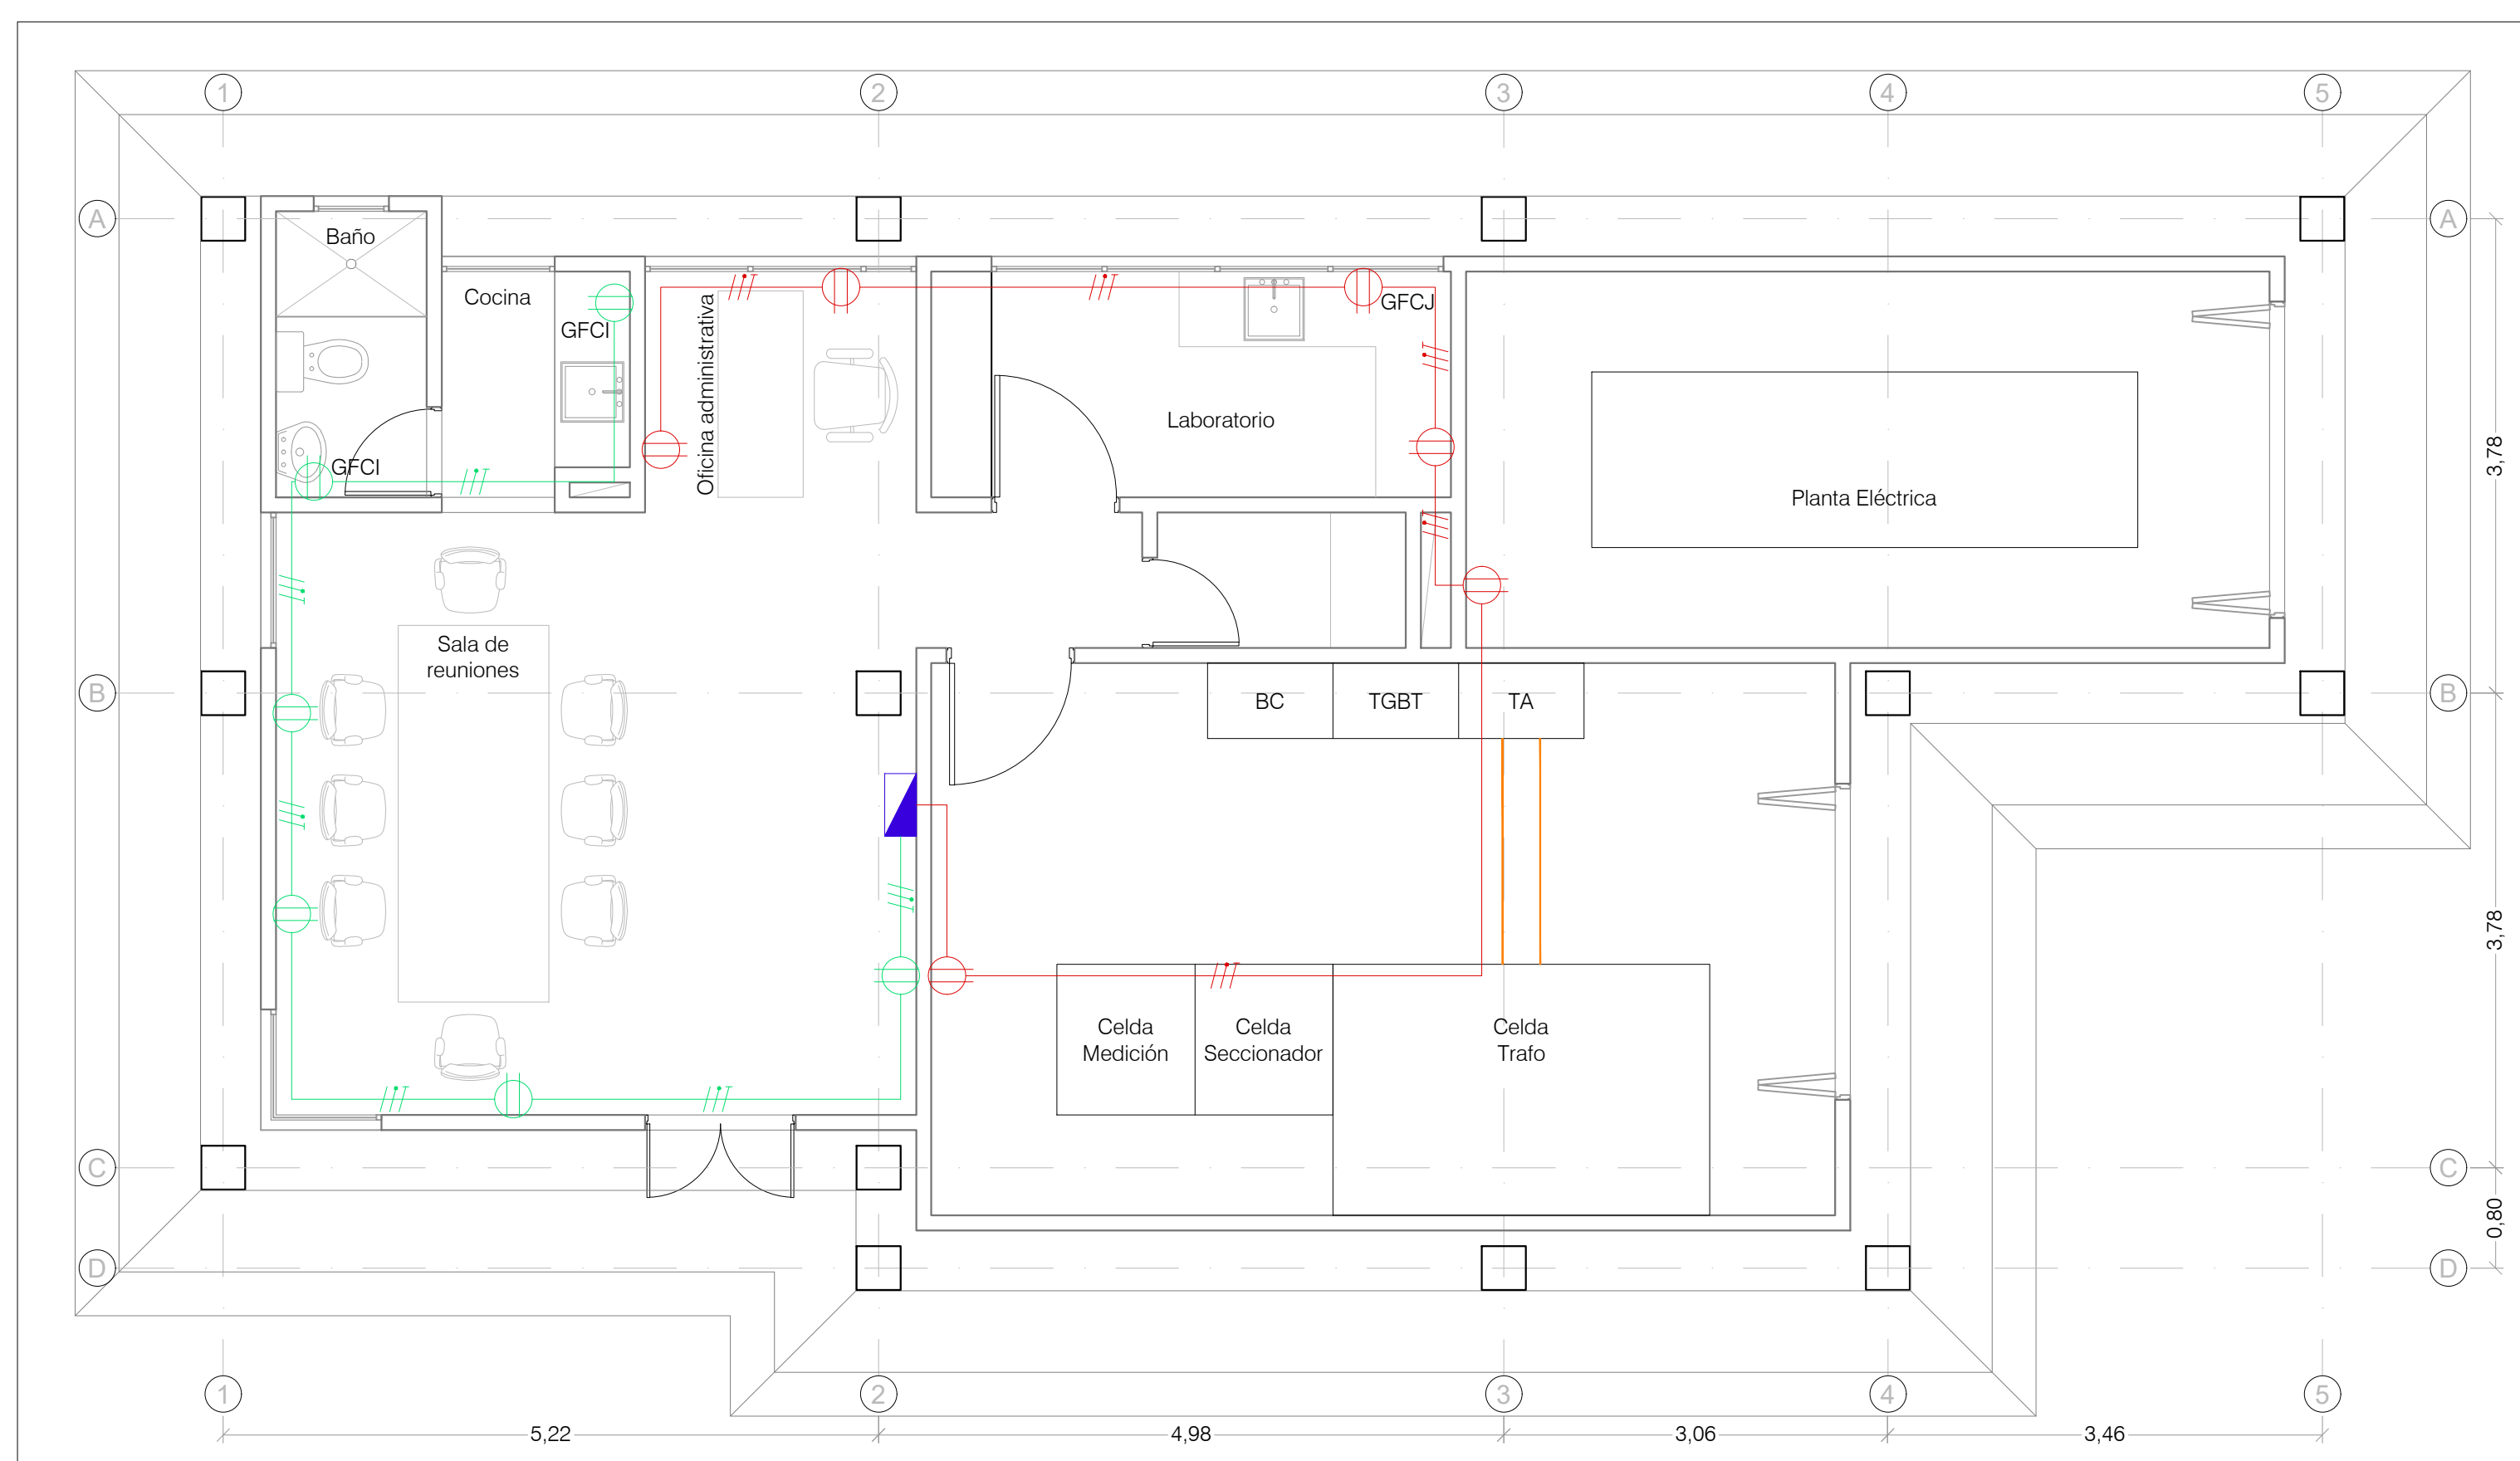 1
2
3
4
5
A
A
Baño
Cocina
GFCI
Oficina administrativa
GFCJ
Laboratorio
GFCI
3,78
Planta Eléctrica
Sala de
reuniones
B
BC
TGBT
TA
B
3,78
Celda
Medición
Celda
Seccionador
Celda
Trafo
C
C
0,80
D
D
1
2
3
4
5
5,22
4,98
3,06
3,46